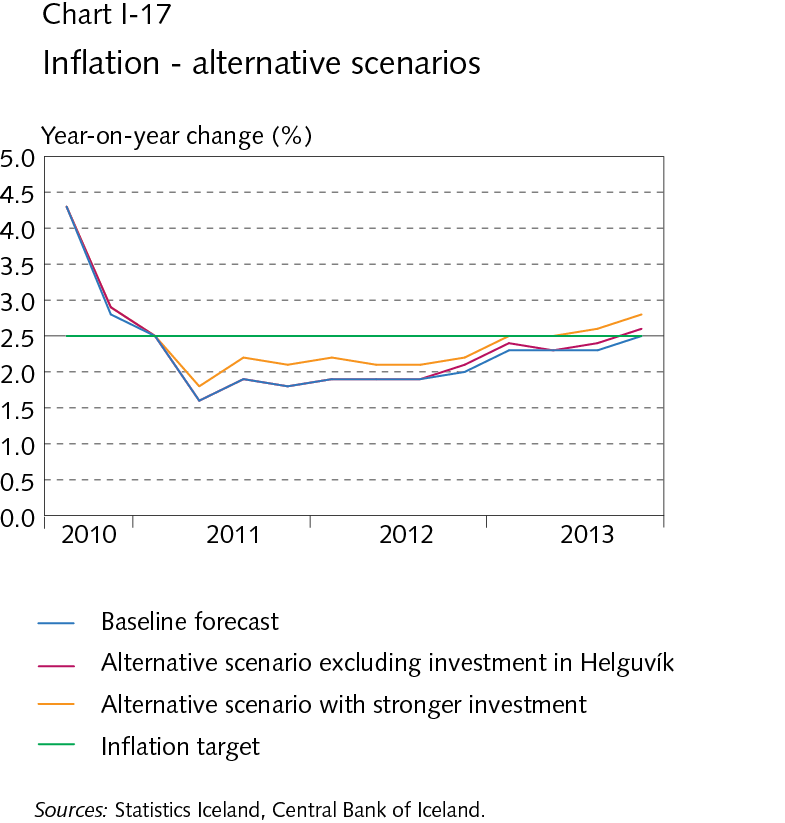 Chart I-17
Inflation - alternative scenarios
Year-on-year change (%)
5.0
4.5
4.0
3.5
3.0
2.5
2.0
1.5
1.0
0.5
0.0
2010 2011 2012 2013
Baseline forecast
Alternative scenario excluding investment in Helguvík
Alternative scenario with stronger investment
Inflation target
Sources: Statistics Iceland, Central Bank of Iceland.